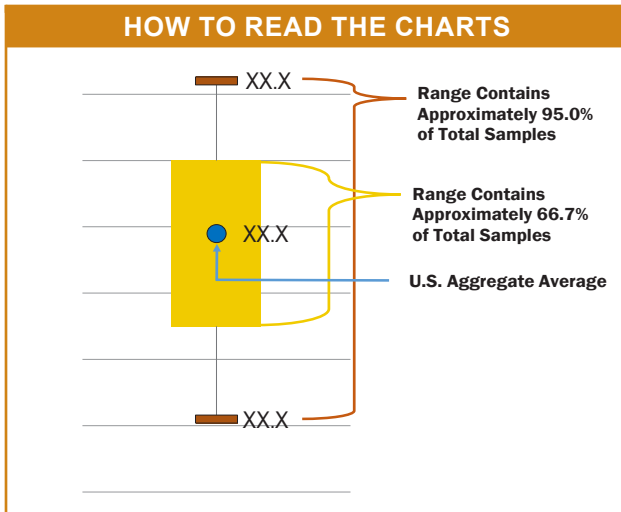 HOW TO READ THE CHARTS
XX.X
Range Contains
Approximately 95.0%
of Total Samples
Range Contains
Approximately 66.7%
of Total Samples
XX.X
U.S. Aggregate Average
XX.X